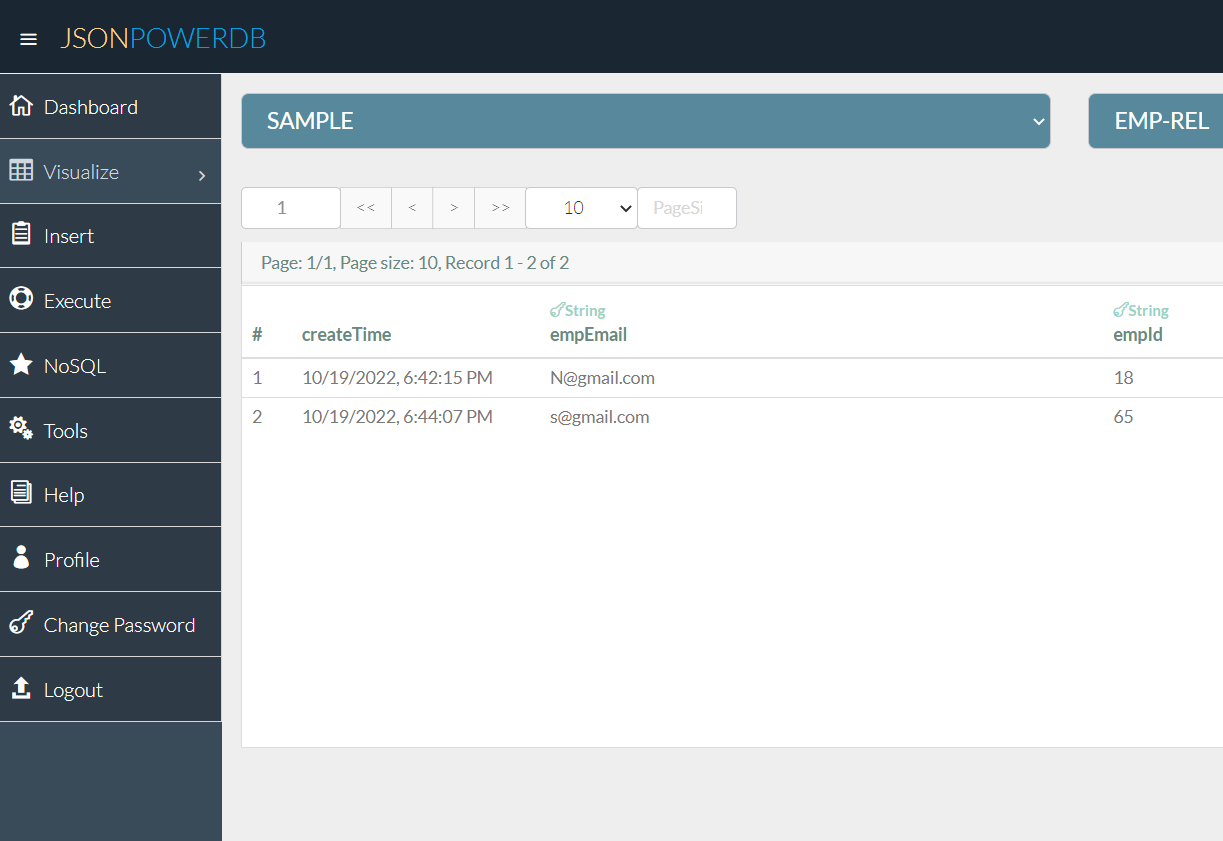 JSONPOWERDB
Dashboard
Visualize
Insert
Execute
NoSQL
Tools
Help
Profile
Change Password
Logout
SAMPLE
EMP-REL
1 << < > >> 10 PageSi
Page: 1/1, Page size: 10, Record 1 - 2 of 2
String String
# createTime empEmail empId
1 10/19/2022, 6:42:15 PM N@gmail.com 18
2 10/19/2022, 6:44:07 PM s@gmail.com 65